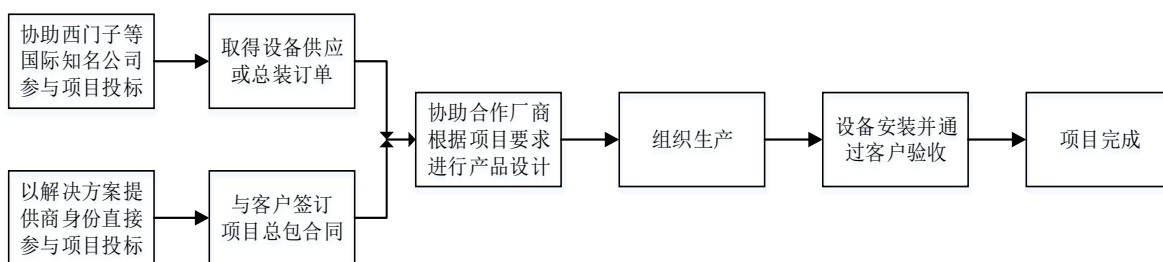 协助西门子等
国际知名公司
参与项目投标
取得设备供应
或总装订单
以解决方案提
供商身份直接
参与项目投标
与客户签订
项目总包合同
协助合作厂商
根据项目要求
进行产品设计
组织生产
设备安装并通
过客户验收
项目完成